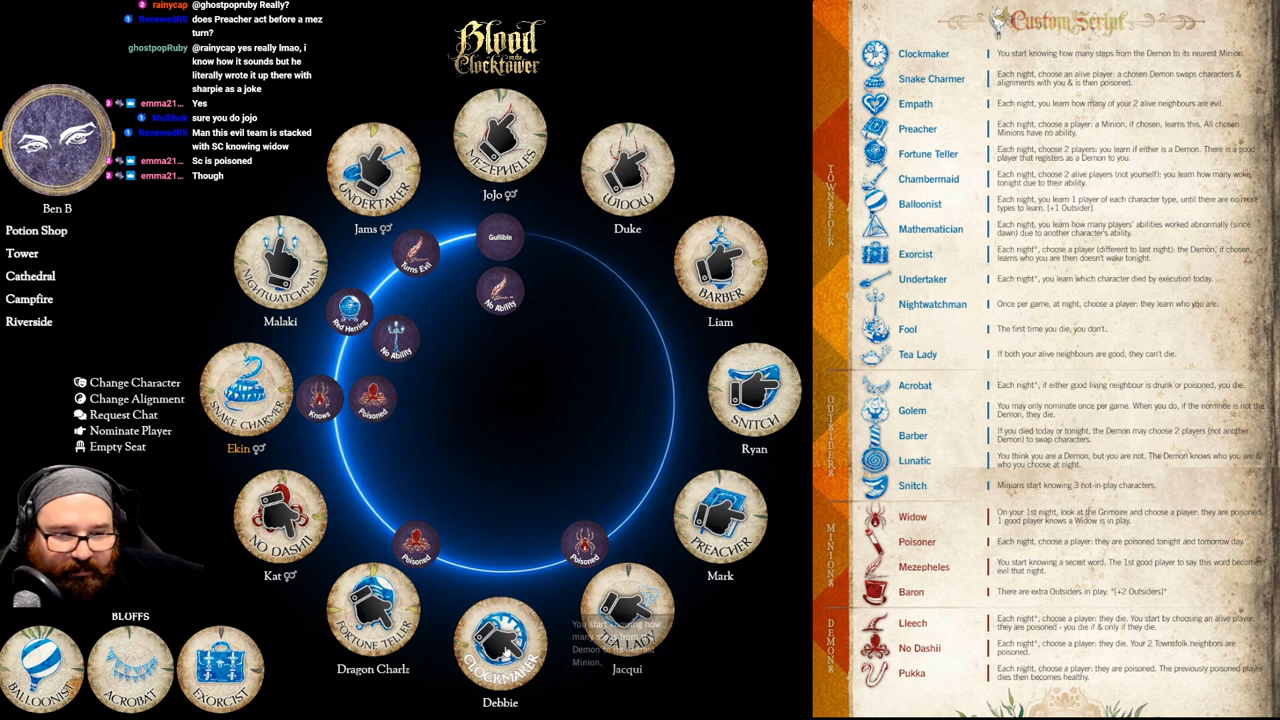 rainycap @ghostpopruby Really?
RenewedRS does Preacher act before a mez
turn?
ghostpopRuby @rainycap yes really lmao, i
know how it sounds but he
literally wrote it up there with
sharpie as a joke
emma21... Yes
Mullibok sure you do jojo
RenewedRS Man this evil team is stacked
with SC knowing widow
emma21... Sc is poisoned
emma21... Though
Ben B
Potion Shop
Tower
Cathedral
Campfire
Riverside
Change Character
Change Alignment
Request Chat
Nominate Player
Empty Seat
BLUFFS
BALLOONIST
ACROBAT
EXORCIST
Blood
on the
Clocktower
MEZEPHELES
JoJo
WIDOW
Duke
BARBER
Liam
SNITCH
Ryan
PREACHER
Mark
Jacqui
CLOCKMAKER
Debbie
FORTUNE TELLER
Dragon Charlz
NO DASHII
Kat
SNAKE CHARMER
Ekin
NIGHTWATCHMAN
Malaki
UNDERTAKER
Jams
Gullible
No Ability
Turns Evil
Red Herring
No Ability
Knows
Poisoned
Poisoned
Poisoned
You start knowing how
many steps from the
Demon to its nearest
Minion.
Custom Script
TOWNSFOLK
Clockmaker You start knowing how many steps from the Demon to its nearest Minion.
Snake Charmer Each night, choose an alive player: a chosen Demon swaps characters &
alignments with you & is then poisoned.
Empath Each night, you learn how many of your 2 alive neighbours are evil.
Preacher Each night, choose a player: a Minion, if chosen, learns this. All chosen
Minions have no ability.
Fortune Teller Each night, choose 2 players: you learn if either is a Demon. There is a good
player that registers as a Demon to you.
Chambermaid Each night, choose 2 alive players (not yourself): you learn how many woke
tonight due to their ability.
Balloonist Each night, you learn 1 player of each character type, until there are no more
types to learn. [+1 Outsider]
Mathematician Each night, you learn how many players' abilities worked abnormally (since
dawn) due to another character's ability.
Exorcist Each night*, choose a player (different to last night): the Demon, if chosen,
learns who you are then doesn't wake tonight.
Undertaker Each night*, you learn which character died by execution today.
Nightwatchman Once per game, at night, choose a player: they learn who you are.
Fool The first time you die, you don't.
Tea Lady If both your alive neighbours are good, they can't die.
OUTSIDERS
Acrobat Each night*, if either good living neighbour is drunk or poisoned, you die.
Golem You may only nominate once per game. When you do, if the nominee is not the
Demon, they die.
Barber If you died today or tonight, the Demon may choose 2 players (not another
Demon) to swap characters.
Lunatic You think you are a Demon, but you are not. The Demon knows who you are &
who you choose at night.
Snitch Minions start knowing 3 not-in-play characters.
MINIONS
Widow On your 1st night, look at the Grimoire and choose a player: they are poisoned.
1 good player knows a Widow is in play.
Poisoner Each night, choose a player: they are poisoned tonight and tomorrow day.
Mezepheles You start knowing a secret word. The 1st good player to say this word becomes
evil that night.
Baron There are extra Outsiders in play. *[+2 Outsiders]*
DEMONS
Lleech Each night*, choose a player: they die. You start by choosing an alive player:
they are poisoned - you die if & only if they die.
No Dashii Each night*, choose a player: they die. Your 2 Townsfolk neighbors are
poisoned.
Pukka Each night, choose a player: they are poisoned. The previously poisoned player
dies then becomes healthy.